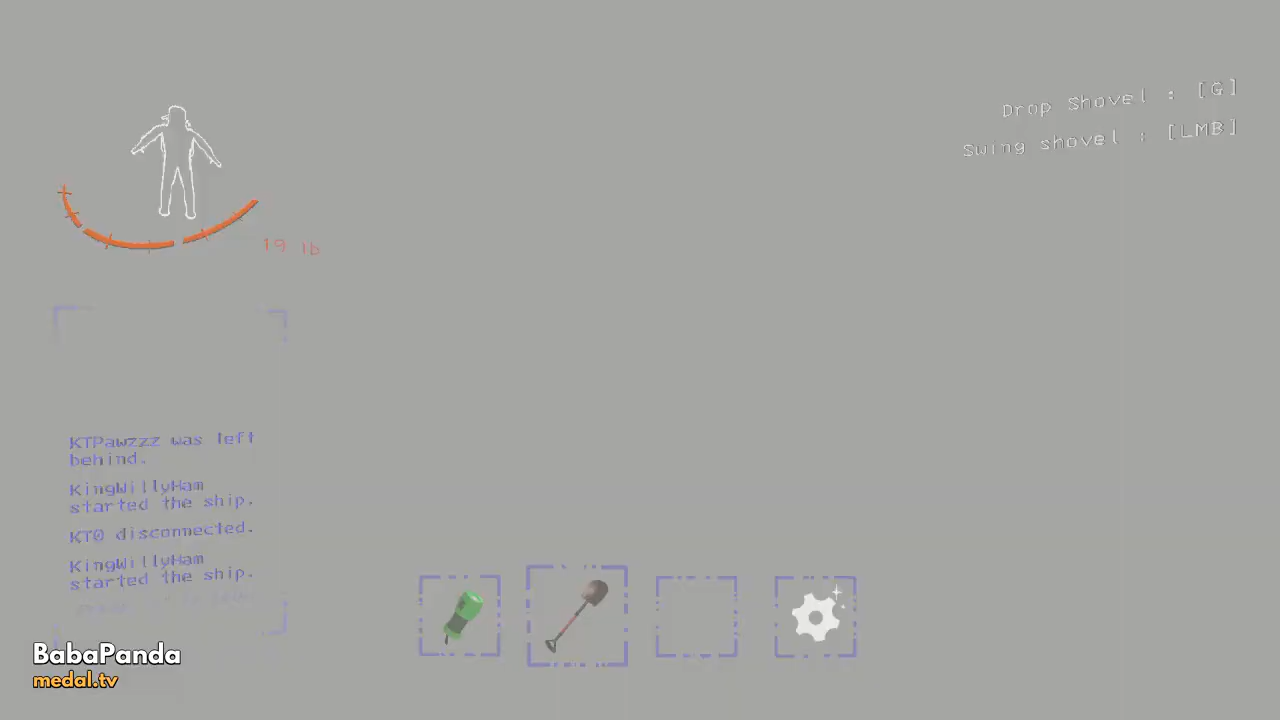 Drop Shovel : [G]
Swing shovel : [LMB]
19 lb
KTPawzzz was left
behind.
KingWillyHam
started the ship.
KT0 disconnected.
KingWillyHam
started the ship.
BabaPanda
medal.tv